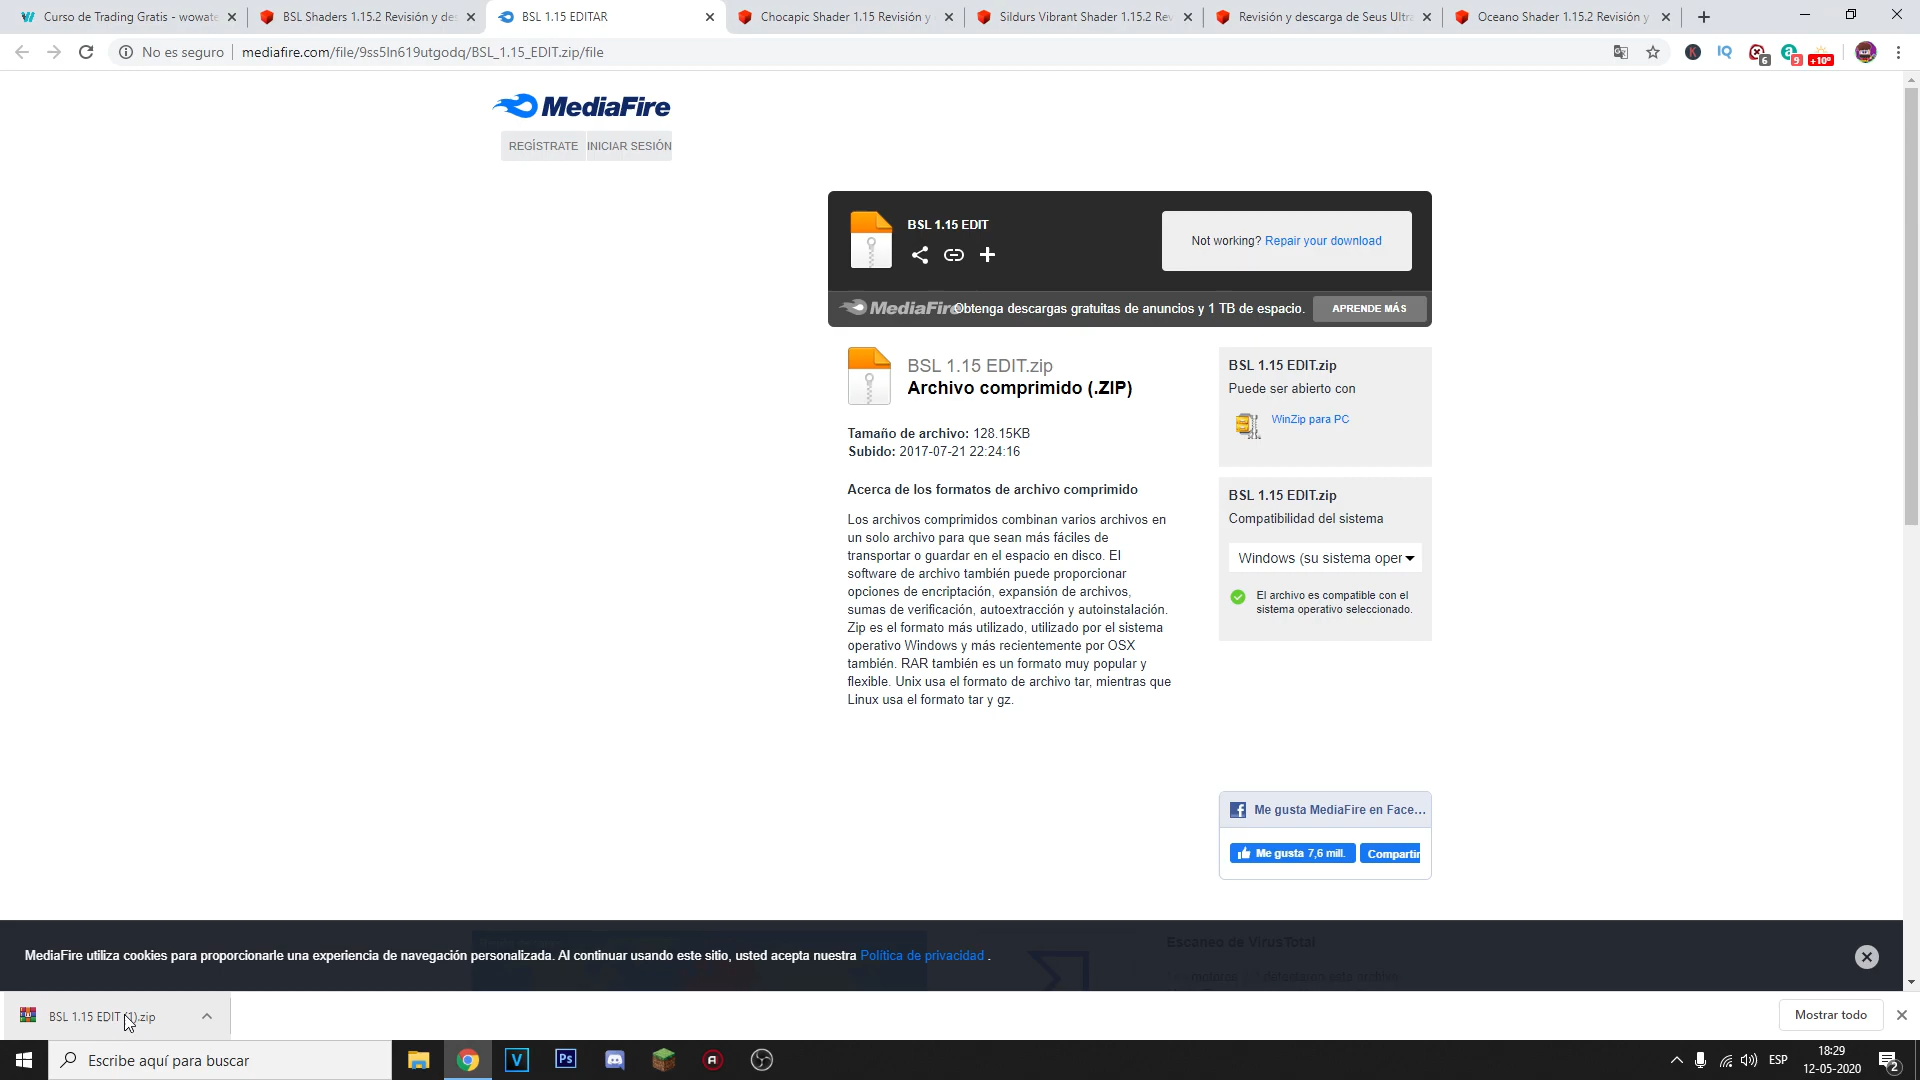 Curso de Trading Gratis - wowate
BSL Shaders 1.15.2 Revisión y de
BSL 1.15 EDITAR
Chocapic Shader 1.15 Revisión y
Sildurs Vibrant Shader 1.15.2 Rev
Revisión y descarga de Seus Ultra
Oceano Shader 1.15.2 Revisión y
No es seguro
mediafire.com/file/9ss5ln619utgodq/BSL_1.15_EDIT.zip/file
K
IQ
6
9
+10º
MediaFire
REGÍSTRATE
INICIAR SESIÓN
BSL 1.15 EDIT
Not working? Repair your download
MediaFire
Obtenga descargas gratuitas de anuncios y 1 TB de espacio.
APRENDE MÁS
BSL 1.15 EDIT.zip
Archivo comprimido (.ZIP)
Tamaño de archivo: 128.15KB
Subido: 2017-07-21 22:24:16
Acerca de los formatos de archivo comprimido
Los archivos comprimidos combinan varios archivos en
un solo archivo para que sean más fáciles de
transportar o guardar en el espacio en disco. El
software de archivo también puede proporcionar
opciones de encriptación, expansión de archivos,
sumas de verificación, autoextracción y autoinstalación.
Zip es el formato más utilizado, utilizado por el sistema
operativo Windows y más recientemente por OSX
también. RAR también es un formato muy popular y
flexible. Unix usa el formato de archivo tar, mientras que
Linux usa el formato tar y gz.
BSL 1.15 EDIT.zip
Puede ser abierto con
WinZip para PC
BSL 1.15 EDIT.zip
Compatibilidad del sistema
Windows (su sistema oper
El archivo es compatible con el
sistema operativo seleccionado.
Me gusta MediaFire en Face...
Me gusta 7,6 mill.
Compartir
Escaneo de VirusTotal
MediaFire utiliza cookies para proporcionarle una experiencia de navegación personalizada. Al continuar usando este sitio, usted acepta nuestra Política de privacidad .
BSL 1.15 EDIT (1).zip
Mostrar todo
Escribe aquí para buscar
V
Ps
A
ESP
18:29
12-05-2020
2